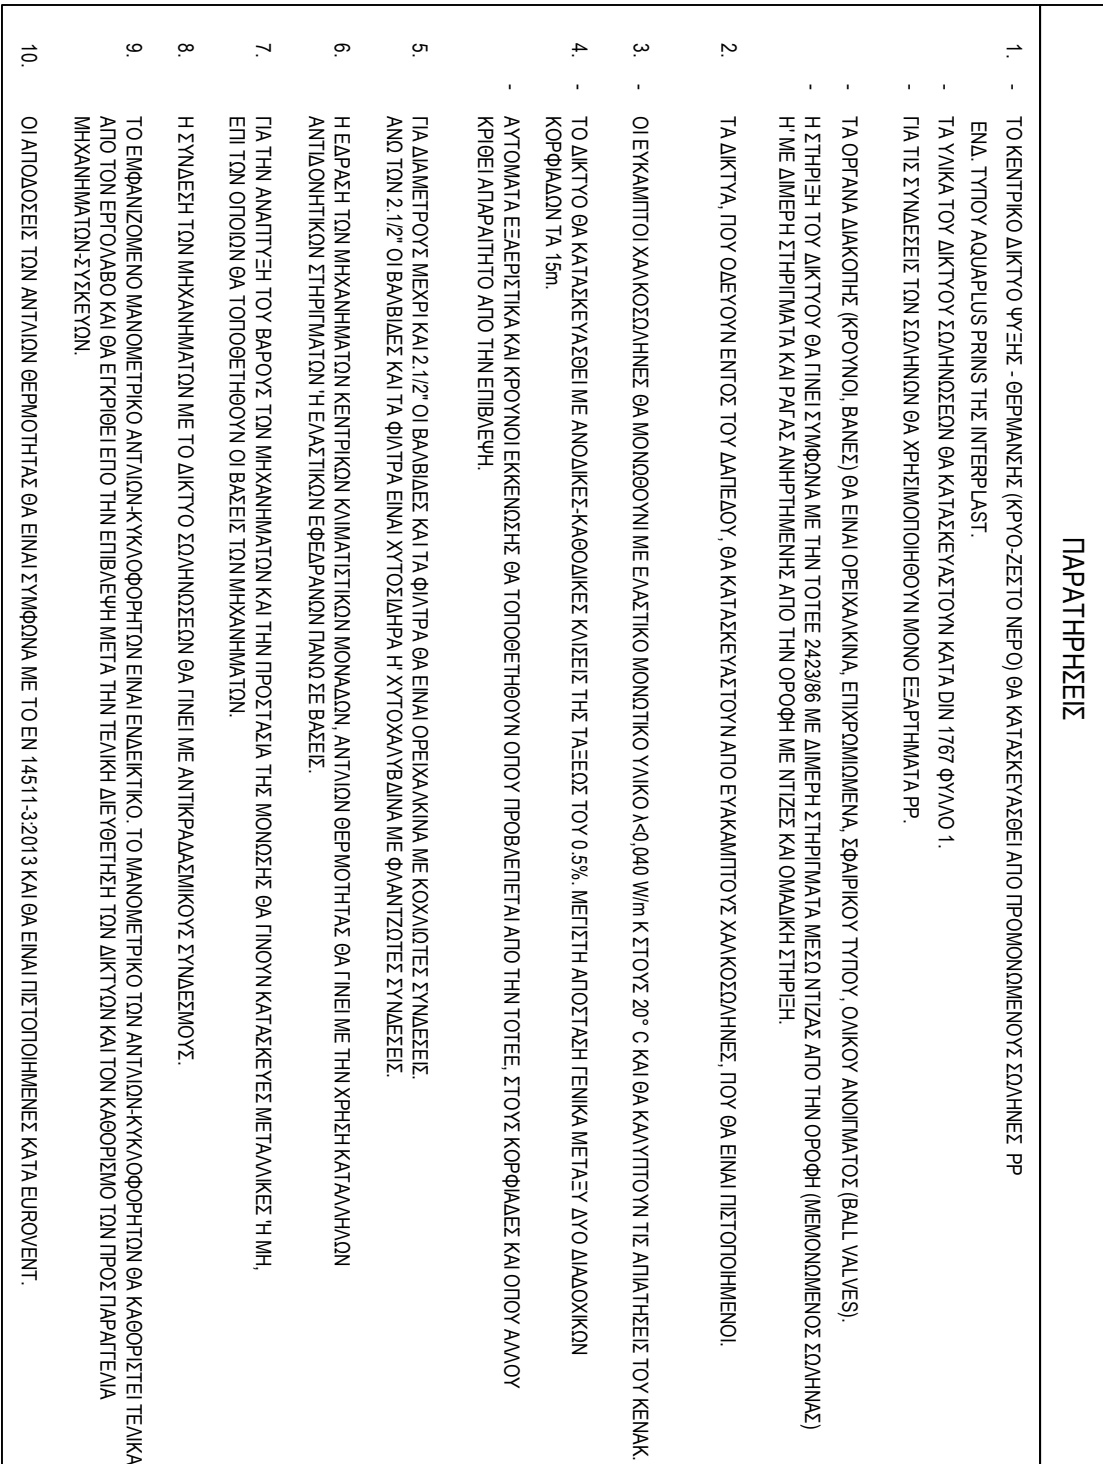 ΠΑΡΑΤΗΡΗΣΕΙΣ
1. - ΤΟ ΚΕΝΤΡΙΚΟ ΔΙΚΤΥΟ ΨΥΞΗΣ - ΘΕΡΜΑΝΣΗΣ (ΚΡΥΟ-ΖΕΣΤΟ ΝΕΡΟ) ΘΑ ΚΑΤΑΣΚΕΥΑΣΘΕΙ ΑΠΟ ΠΡΟΜΟΝΩΜΕΝΟΥΣ ΣΩΛΗΝΕΣ PP
ΕΝΔ. ΤΥΠΟΥ AQUAPLUS PRINS ΤΗΣ INTERPLAST.
- ΤΑ ΥΛΙΚΑ ΤΟΥ ΔΙΚΤΥΟΥ ΣΩΛΗΝΩΣΕΩΝ ΘΑ ΚΑΤΑΣΚΕΥΑΣΤΟΥΝ ΚΑΤΑ DIN 1767 ΦΥΛΛΟ 1.
- ΓΙΑ ΤΙΣ ΣΥΝΔΕΣΕΙΣ ΤΩΝ ΣΩΛΗΝΩΝ ΘΑ ΧΡΗΣΙΜΟΠΟΙΗΘΟΥΝ ΜΟΝΟ ΕΞΑΡΤΗΜΑΤΑ PP.
- ΤΑ ΟΡΓΑΝΑ ΔΙΑΚΟΠΗΣ (ΚΡΟΥΝΟΙ, ΒΑΝΕΣ) ΘΑ ΕΙΝΑΙ ΟΡΕΙΧΑΛΚΙΝΑ, ΕΠΙΧΡΩΜΙΩΜΕΝΑ, ΣΦΑΙΡΙΚΟΥ ΤΥΠΟΥ, ΟΛΙΚΟΥ ΑΝΟΙΓΜΑΤΟΣ (BALL VALVES).
- Η ΣΤΗΡΙΞΗ ΤΟΥ ΔΙΚΤΥΟΥ ΘΑ ΓΙΝΕΙ ΣΥΜΦΩΝΑ ΜΕ ΤΗΝ ΤΟΤΕΕ 2423/86 ΜΕ ΔΙΜΕΡΗ ΣΤΗΡΙΓΜΑΤΑ ΜΕΣΩ ΝΤΙΖΑΣ ΑΠΟ ΤΗΝ ΟΡΟΦΗ (ΜΕΜΟΝΩΜΕΝΟΣ ΣΩΛΗΝΑΣ)
Η' ΜΕ ΔΙΜΕΡΗ ΣΤΗΡΙΓΜΑΤΑ ΚΑΙ ΡΑΓΑΣ ΑΝΗΡΤΗΜΕΝΗΣ ΑΠΟ ΤΗΝ ΟΡΟΦΗ ΜΕ ΝΤΙΖΕΣ ΚΑΙ ΟΜΑΔΙΚΗ ΣΤΗΡΙΞΗ.
2. ΤΑ ΔΙΚΤΥΑ, ΠΟΥ ΟΔΕΥΟΥΝ ΕΝΤΟΣ ΤΟΥ ΔΑΠΕΔΟΥ, ΘΑ ΚΑΤΑΣΚΕΥΑΣΤΟΥΝ ΑΠΟ ΕΥΑΚΑΜΠΤΟΥΣ ΧΑΛΚΟΣΩΛΗΝΕΣ, ΠΟΥ ΘΑ ΕΙΝΑΙ ΠΙΣΤΟΠΟΙΗΜΕΝΟΙ.
3. - ΟΙ ΕΥΚΑΜΠΤΟΙ ΧΑΛΚΟΣΩΛΗΝΕΣ ΘΑ ΜΟΝΩΘΟΥΝΙ ΜΕ ΕΛΑΣΤΙΚΟ ΜΟΝΩΤΙΚΟ ΥΛΙΚΟ λ<0,040 W/m K ΣΤΟΥΣ 20° C ΚΑΙ ΘΑ ΚΑΛΥΠΤΟΥΝ ΤΙΣ ΑΠΙΑΤΗΣΕΙΣ ΤΟΥ ΚΕΝΑΚ.
4. - ΤΟ ΔΙΚΤΥΟ ΘΑ ΚΑΤΑΣΚΕΥΑΣΘΕΙ ΜΕ ΑΝΟΔΙΚΕΣ-ΚΑΘΟΔΙΚΕΣ ΚΛΙΣΕΙΣ ΤΗΣ ΤΑΞΕΩΣ ΤΟΥ 0.5%. ΜΕΓΙΣΤΗ ΑΠΟΣΤΑΣΗ ΓΕΝΙΚΑ ΜΕΤΑΞΥ ΔΥΟ ΔΙΑΔΟΧΙΚΩΝ
ΚΟΡΦΙΑΔΩΝ ΤΑ 15m.
- ΑΥΤΟΜΑΤΑ ΕΞΑΕΡΙΣΤΙΚΑ ΚΑΙ ΚΡΟΥΝΟΙ ΕΚΚΕΝΩΣΗΣ ΘΑ ΤΟΠΟΘΕΤΗΘΟΥΝ ΟΠΟΥ ΠΡΟΒΛΕΠΕΤΑΙ ΑΠΟ ΤΗΝ ΤΟΤΕΕ, ΣΤΟΥΣ ΚΟΡΦΙΑΔΕΣ ΚΑΙ ΟΠΟΥ ΑΛΛΟΥ
ΚΡΙΘΕΙ ΑΠΑΡΑΙΤΗΤΟ ΑΠΟ ΤΗΝ ΕΠΙΒΛΕΨΗ.
5. ΓΙΑ ΔΙΑΜΕΤΡΟΥΣ ΜΕΧΡΙ ΚΑΙ 2.1/2" ΟΙ ΒΑΛΒΙΔΕΣ ΚΑΙ ΤΑ ΦΙΛΤΡΑ ΘΑ ΕΙΝΑΙ ΟΡΕΙΧΑΛΚΙΝΑ ΜΕ ΚΟΧΛΙΩΤΕΣ ΣΥΝΔΕΣΕΙΣ.
ΑΝΩ ΤΩΝ 2.1/2" ΟΙ ΒΑΛΒΙΔΕΣ ΚΑΙ ΤΑ ΦΙΛΤΡΑ ΕΙΝΑΙ ΧΥΤΟΣΙΔΗΡΑ Η' ΧΥΤΟΧΑΛΥΒΔΙΝΑ ΜΕ ΦΛΑΝΤΖΩΤΕΣ ΣΥΝΔΕΣΕΙΣ.
6. Η ΕΔΡΑΣΗ ΤΩΝ ΜΗΧΑΝΗΜΑΤΩΝ ΚΕΝΤΡΙΚΩΝ ΚΛΙΜΑΤΙΣΤΙΚΩΝ ΜΟΝΑΔΩΝ, ΑΝΤΛΙΩΝ ΘΕΡΜΟΤΗΤΑΣ ΘΑ ΓΙΝΕΙ ΜΕ ΤΗΝ ΧΡΗΣΗ ΚΑΤΑΛΛΗΛΩΝ
ΑΝΤΙΔΟΝΗΤΙΚΩΝ ΣΤΗΡΙΓΜΑΤΩΝ 'Η ΕΛΑΣΤΙΚΩΝ ΕΦΕΔΡΑΝΩΝ ΠΑΝΩ ΣΕ ΒΑΣΕΙΣ.
7. ΓΙΑ ΤΗΝ ΑΝΑΠΤΥΞΗ ΤΟΥ ΒΑΡΟΥΣ ΤΩΝ ΜΗΧΑΝΗΜΑΤΩΝ ΚΑΙ ΤΗΝ ΠΡΟΣΤΑΣΙΑ ΤΗΣ ΜΟΝΩΣΗΣ ΘΑ ΓΙΝΟΥΝ ΚΑΤΑΣΚΕΥΕΣ ΜΕΤΑΛΛΙΚΕΣ 'Η ΜΗ,
ΕΠΙ ΤΩΝ ΟΠΟΙΩΝ ΘΑ ΤΟΠΟΘΕΤΗΘΟΥΝ ΟΙ ΒΑΣΕΙΣ ΤΩΝ ΜΗΧΑΝΗΜΑΤΩΝ.
8. Η ΣΥΝΔΕΣΗ ΤΩΝ ΜΗΧΑΝΗΜΑΤΩΝ ΜΕ ΤΟ ΔΙΚΤΥΟ ΣΩΛΗΝΩΣΕΩΝ ΘΑ ΓΙΝΕΙ ΜΕ ΑΝΤΙΚΡΑΔΑΣΜΙΚΟΥΣ ΣΥΝΔΕΣΜΟΥΣ.
9. ΤΟ ΕΜΦΑΝΙΖΟΜΕΝΟ ΜΑΝΟΜΕΤΡΙΚΟ ΑΝΤΛΙΩΝ-ΚΥΚΛΟΦΟΡΗΤΩΝ ΕΙΝΑΙ ΕΝΔΕΙΚΤΙΚΟ. ΤΟ ΜΑΝΟΜΕΤΡΙΚΟ ΤΩΝ ΑΝΤΛΙΩΝ-ΚΥΚΛΟΦΟΡΗΤΩΝ ΘΑ ΚΑΘΟΡΙΣΤΕΙ ΤΕΛΙΚΑ
ΑΠΟ ΤΟΝ ΕΡΓΟΛΑΒΟ ΚΑΙ ΘΑ ΕΓΚΡΙΘΕΙ ΕΠΟ ΤΗΝ ΕΠΙΒΛΕΨΗ ΜΕΤΑ ΤΗΝ ΤΕΛΙΚΗ ΔΙΕΥΘΕΤΗΣΗ ΤΩΝ ΔΙΚΤΥΩΝ ΚΑΙ ΤΟΝ ΚΑΘΟΡΙΣΜΟ ΤΩΝ ΠΡΟΣ ΠΑΡΑΓΓΕΛΙΑ
ΜΗΧΑΝΗΜΑΤΩΝ-ΣΥΣΚΕΥΩΝ.
10. ΟΙ ΑΠΟΔΟΣΕΙΣ ΤΩΝ ΑΝΤΛΙΩΝ ΘΕΡΜΟΤΗΤΑΣ ΘΑ ΕΙΝΑΙ ΣΥΜΦΩΝΑ ΜΕ ΤΟ ΕΝ 14511-3:2013 ΚΑΙ ΘΑ ΕΙΝΑΙ ΠΙΣΤΟΠΟΙΗΜΕΝΕΣ ΚΑΤΑ EUROVENT.